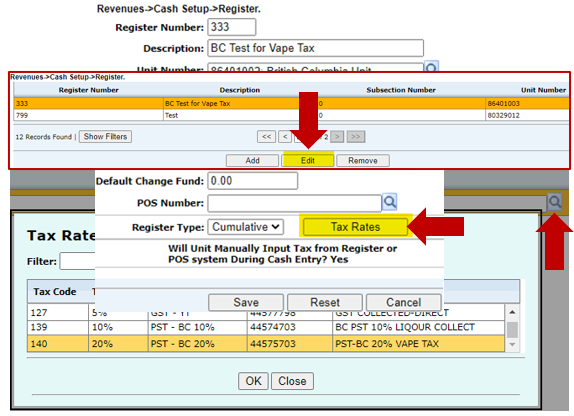 Revenues->Cash Setup->Register.
Register Number: 333
Description: BC Test for Vape Tax
Unit Number: 86401002: British Columbia Unit
Revenues->Cash Setup->Register.
Register Number Description Subsection Number Unit Number
333 BC Test for Vape Tax 0 86401003
799 Test 0 80329012
12 Records Found | Show Filters << < 2 > >>
Add Edit Remove
Default Change Fund: 0.00
POS Number:
Register Type: Cumulative Tax Rates
Will Unit Manually Input Tax from Register or
POS system During Cash Entry? Yes
Save Reset Cancel
Tax Rate
Filter:
Tax Code
127 5% GST - YT 44577798 GST COLLECTED-DIRECT
139 10% PST - BC 10% 44574703 BC PST 10% LIQOUR COLLECT
140 20% PST - BC 20% 44575703 PST-BC 20% VAPE TAX
OK Close